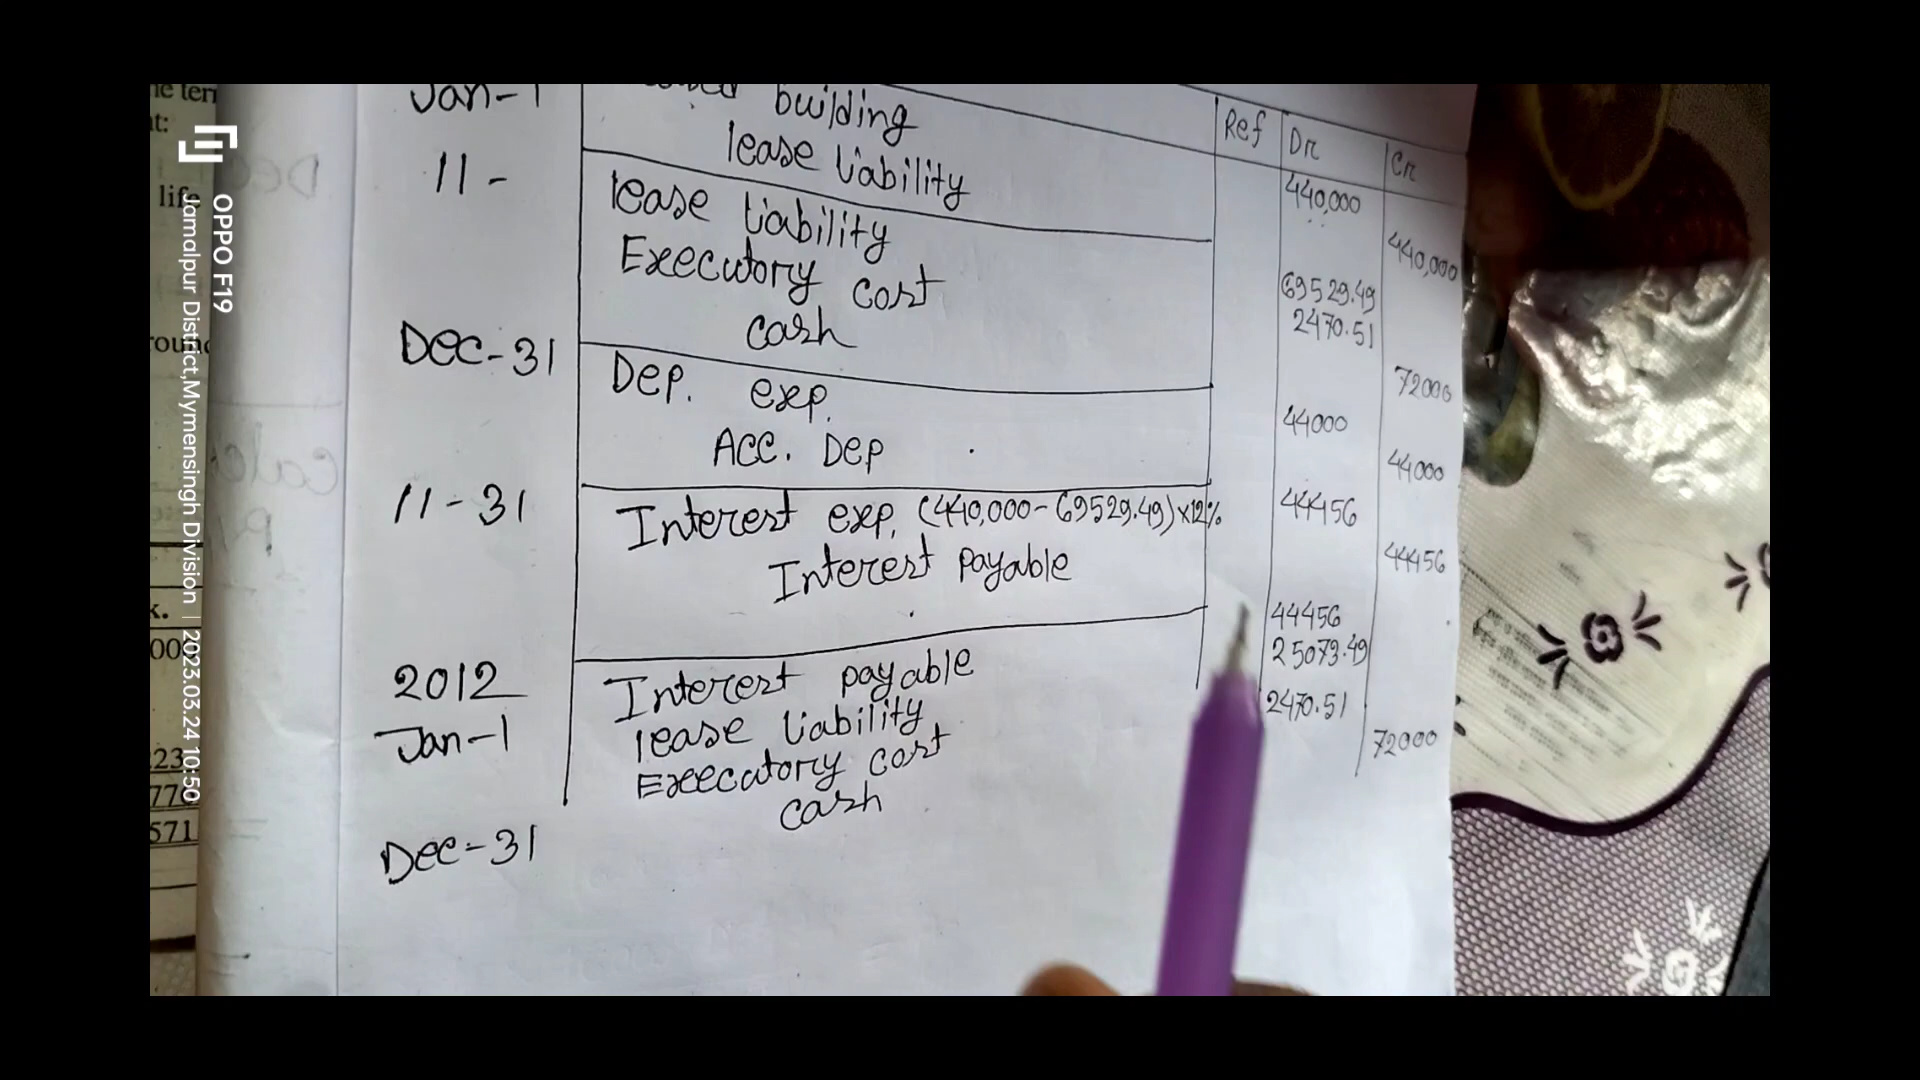 Jan-1
building
Ref Dr Cr
lease liability
440,000
440,000
11 -
lease liability
69529.49
Executory cost
2470.51
cash
72000
Dec-31
Dep. exp.
44000
Acc. Dep
44000
11-31
Interest exp. (440,000-69529.49)×12%
44456
Interest payable
44456
2012
Jan-1
Interest payable
44456
lease liability
25073.49
Executory cost
2470.51
cash
72000
Dec-31
OPPO F19
Jamalpur District,Mymensingh Division | 2023.03.24 10:50
life
k.
571